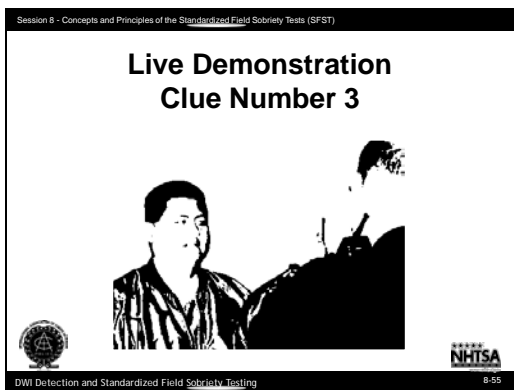 Session 8 - Concepts and Principles of the Standardized Field Sobriety Tests (SFST)
Live Demonstration
Clue Number 3
NHTSA
DWI Detection and Standardized Field Sobriety Testing
8-55